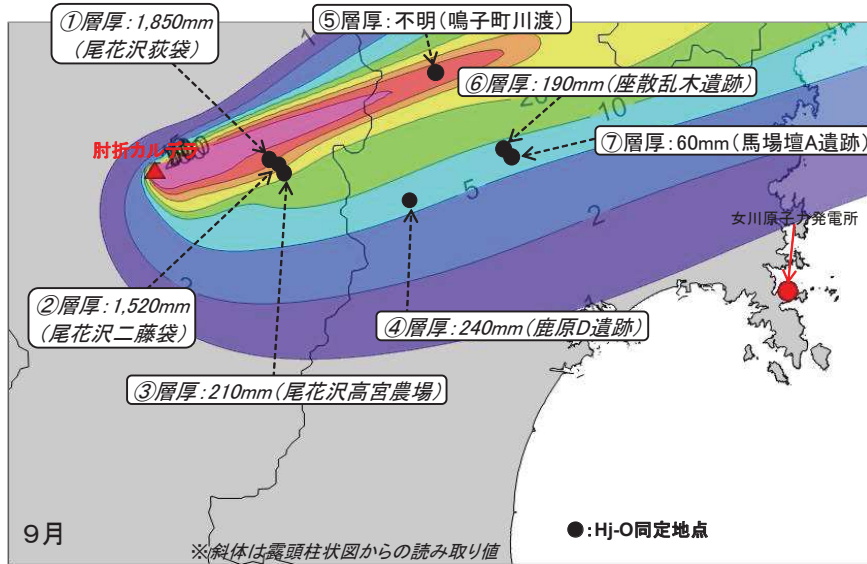 ①層厚：1,850mm
(尾花沢荻袋)
⑤層厚：不明(鳴子町川渡)
⑥層厚：190mm(座散乱木遺跡)
⑦層厚：60mm(馬場壇A遺跡)
肘折カルデラ
1
20
10
5
2
女川原子力発電所
②層厚：1,520mm
(尾花沢二藤袋)
④層厚：240mm(鹿原D遺跡)
③層厚：210mm(尾花沢高宮農場)
9月
●：Hj-O同定地点
※斜体は露頭柱状図からの読み取り値